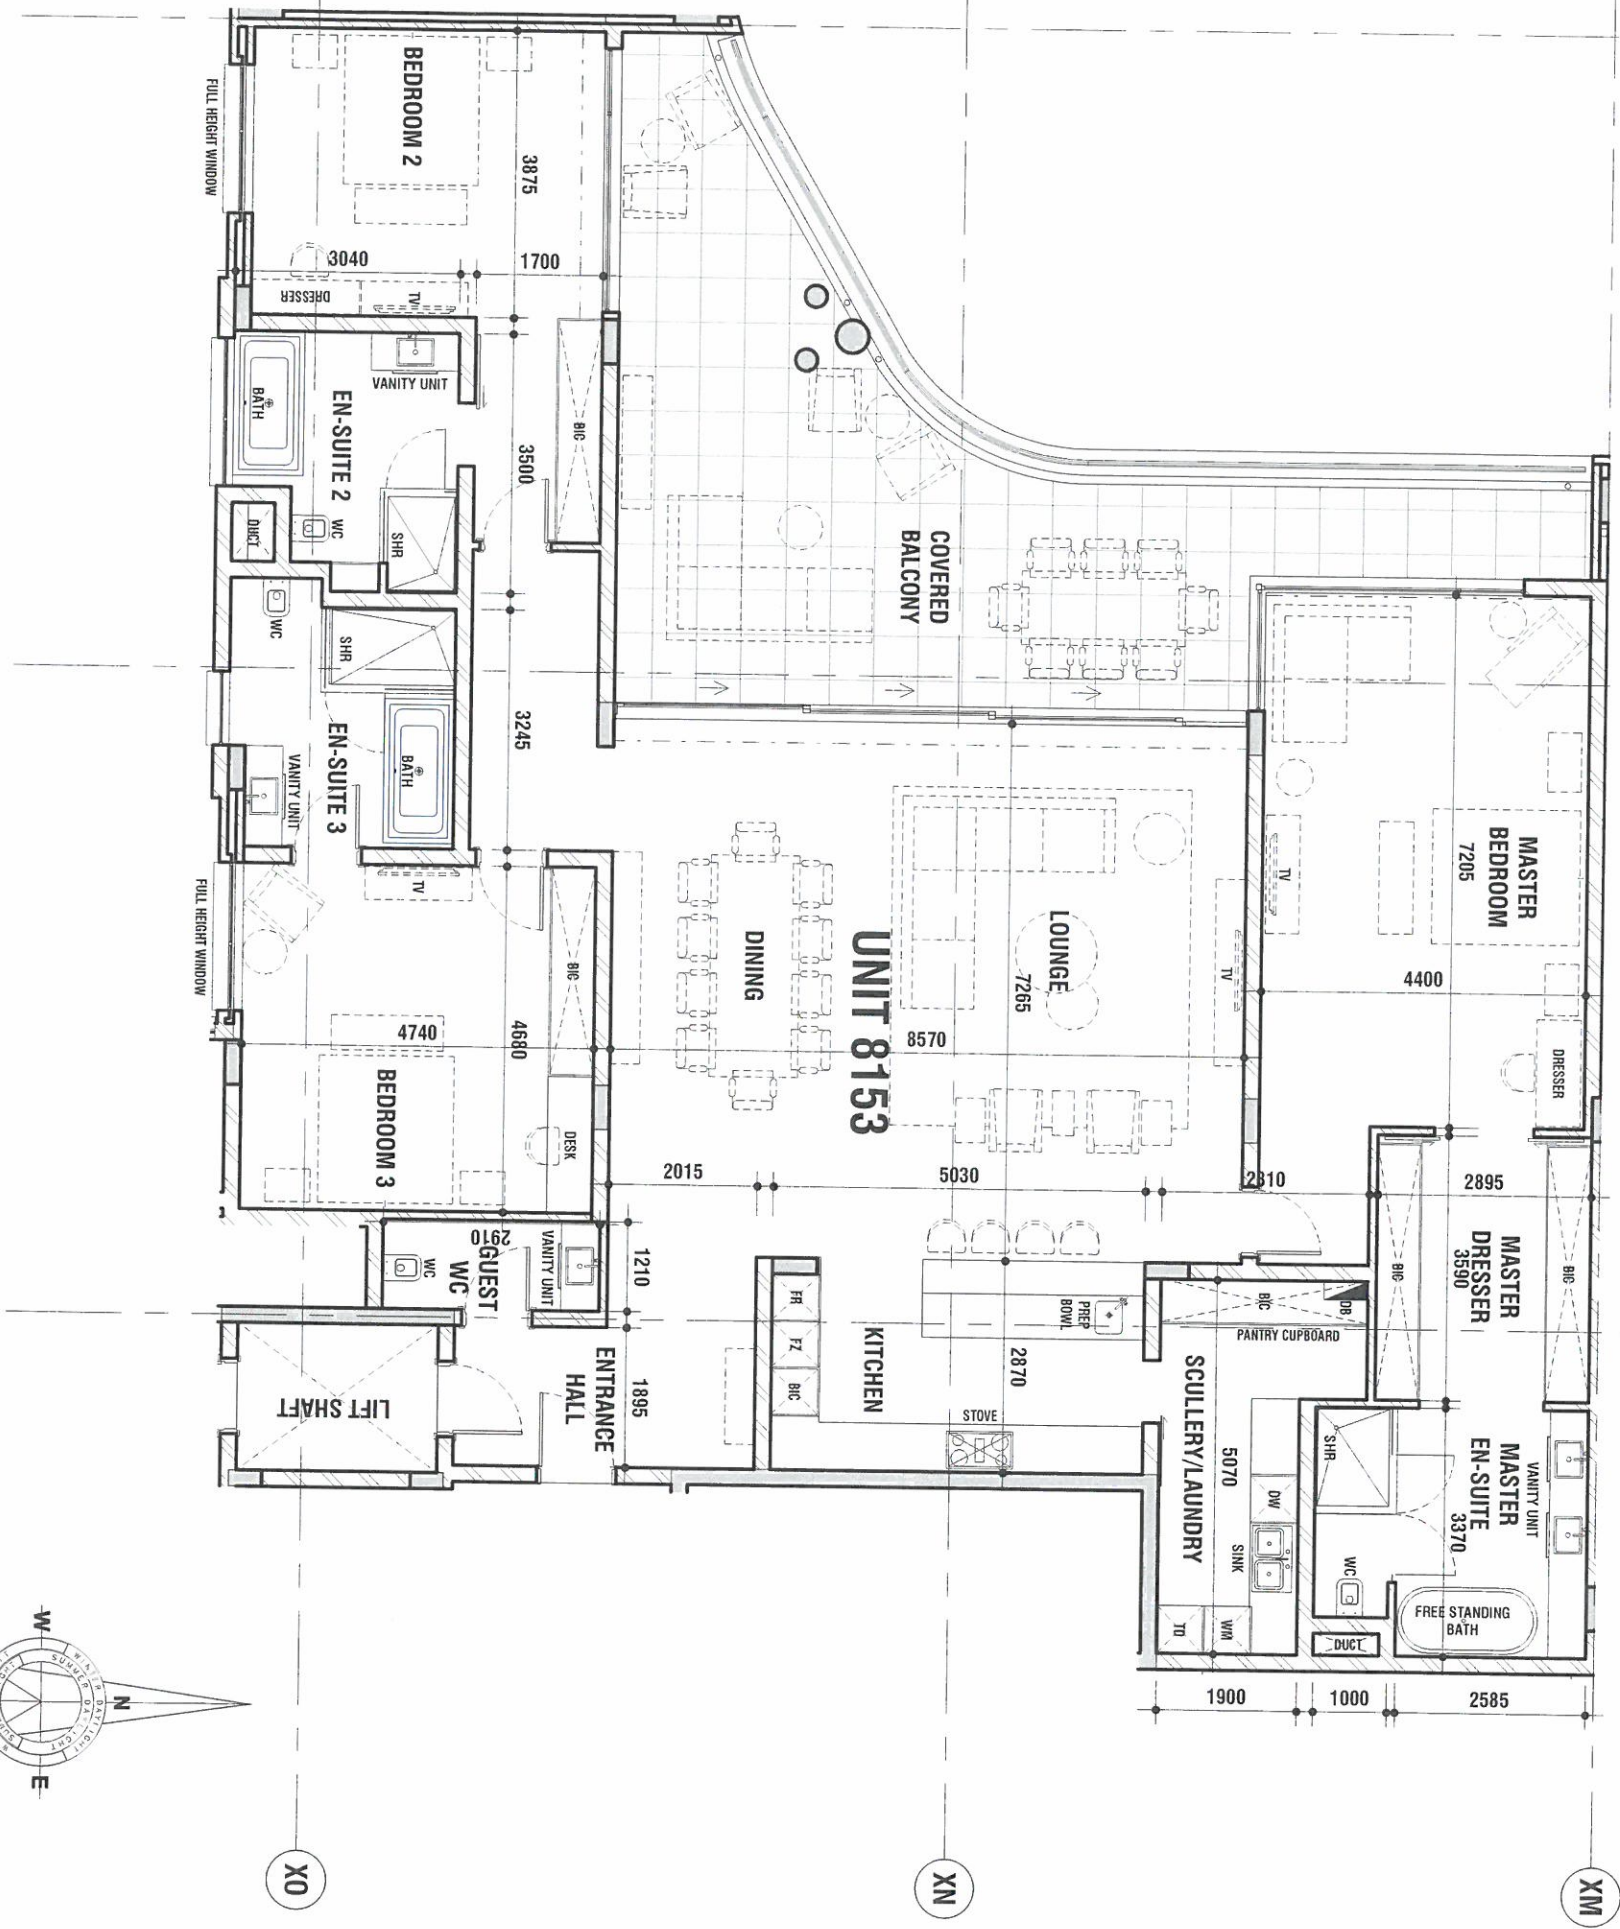 BEDROOM 2
FULL HEIGHT WINDOW
3875
3040
1700
DRESSER
TV
VANITY UNIT
BATH
EN-SUITE 2
BIC
3500
WC
DUCT
SHR
COVERED
BALCONY
WC
SHR
EN-SUITE 3
BATH
VANITY UNIT
3245
TV
FULL HEIGHT WINDOW
BIC
4740
4680
BEDROOM 3
DESK
DINING
UNIT 8153
LOUNGE
7265
8570
TV
MASTER
BEDROOM
7205
TV
4400
DRESSER
2015
5030
2310
2895
2910
GUEST
WC
WC
VANITY UNIT
1210
LIFT SHAFT
ENTRANCE
HALL
1895
FR
FZ
BIC
KITCHEN
PREP
BOWL
2870
STOVE
BIC
DB
PANTRY CUPBOARD
SCULLERY/LAUNDRY
5070
DW
SINK
WM
TD
BIC
MASTER
DRESSER
3590
BIC
SHR
MASTER
EN-SUITE
3370
VANITY UNIT
WC
FREE STANDING
BATH
DUCT
1900
1000
2585
W
N
E
WINTER DAYLIGHT
SUMMER DAYLIGHT
XO
XN
XM